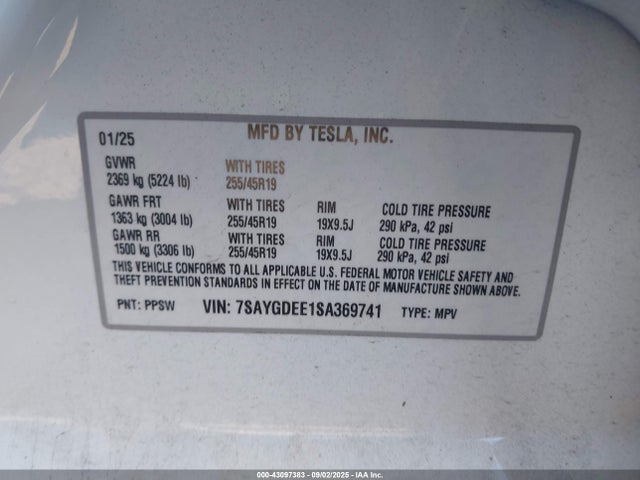 01/25 MFD BY TESLA, INC.
GVWR WITH TIRES
2369 kg (5224 lb) 255/45R19
GAWR FRT WITH TIRES RIM COLD TIRE PRESSURE
1363 kg (3004 lb) 255/45R19 19X9.5J 290 kPa, 42 psi
GAWR RR WITH TIRES RIM COLD TIRE PRESSURE
1500 kg (3306 lb) 255/45R19 19X9.5J 290 kPa, 42 psi
THIS VEHICLE CONFORMS TO ALL APPLICABLE U.S. FEDERAL MOTOR VEHICLE SAFETY AND
THEFT PREVENTION STANDARDS IN EFFECT ON THE DATE OF MANUFACTURE SHOWN ABOVE.
PNT: PPSW VIN: 7SAYGDEE1SA369741 TYPE: MPV
000-43097383 - 09/02/2025 - IAA Inc.